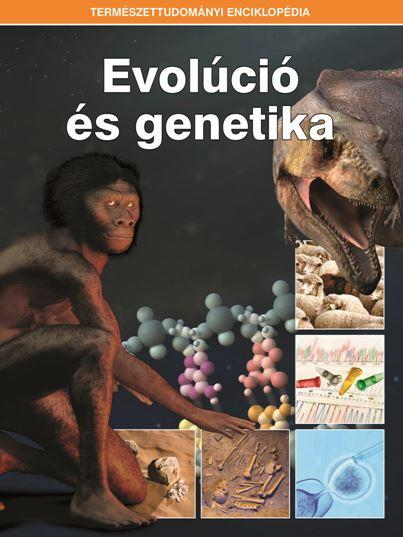 TERMÉSZETTUDOMÁNYI ENCIKLOPÉDIA
Evolúció
és genetika